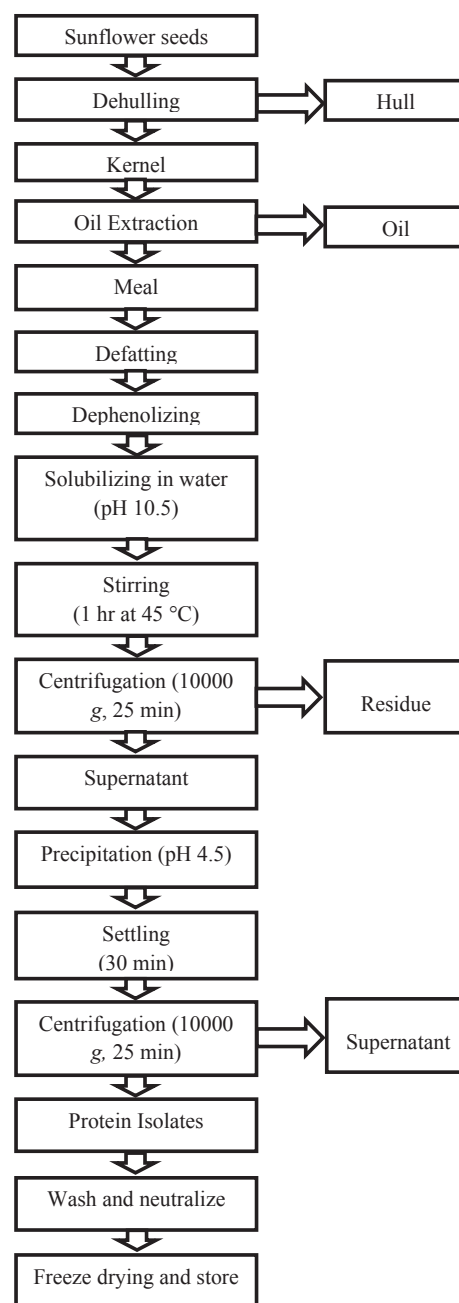 Sunflower seeds
Dehulling
Hull
Kernel
Oil Extraction
Oil
Meal
Defatting
Dephenolizing
Solubilizing in water
(pH 10.5)
Stirring
(1 hr at 45 °C)
Centrifugation (10000
g, 25 min)
Residue
Supernatant
Precipitation (pH 4.5)
Settling
(30 min)
Centrifugation (10000
g, 25 min)
Supernatant
Protein Isolates
Wash and neutralize
Freeze drying and store